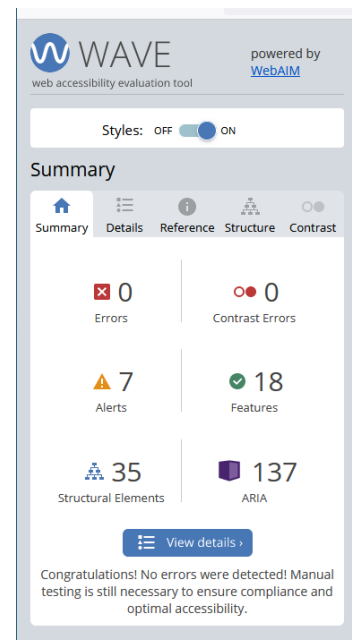 WAVE
web accessibility evaluation tool
powered by
WebAIM
Styles: OFF ON
Summary
Summary Details Reference Structure Contrast
0
Errors
0
Contrast Errors
7
Alerts
18
Features
35
Structural Elements
137
ARIA
View details ›
Congratulations! No errors were detected! Manual
testing is still necessary to ensure compliance and
optimal accessibility.